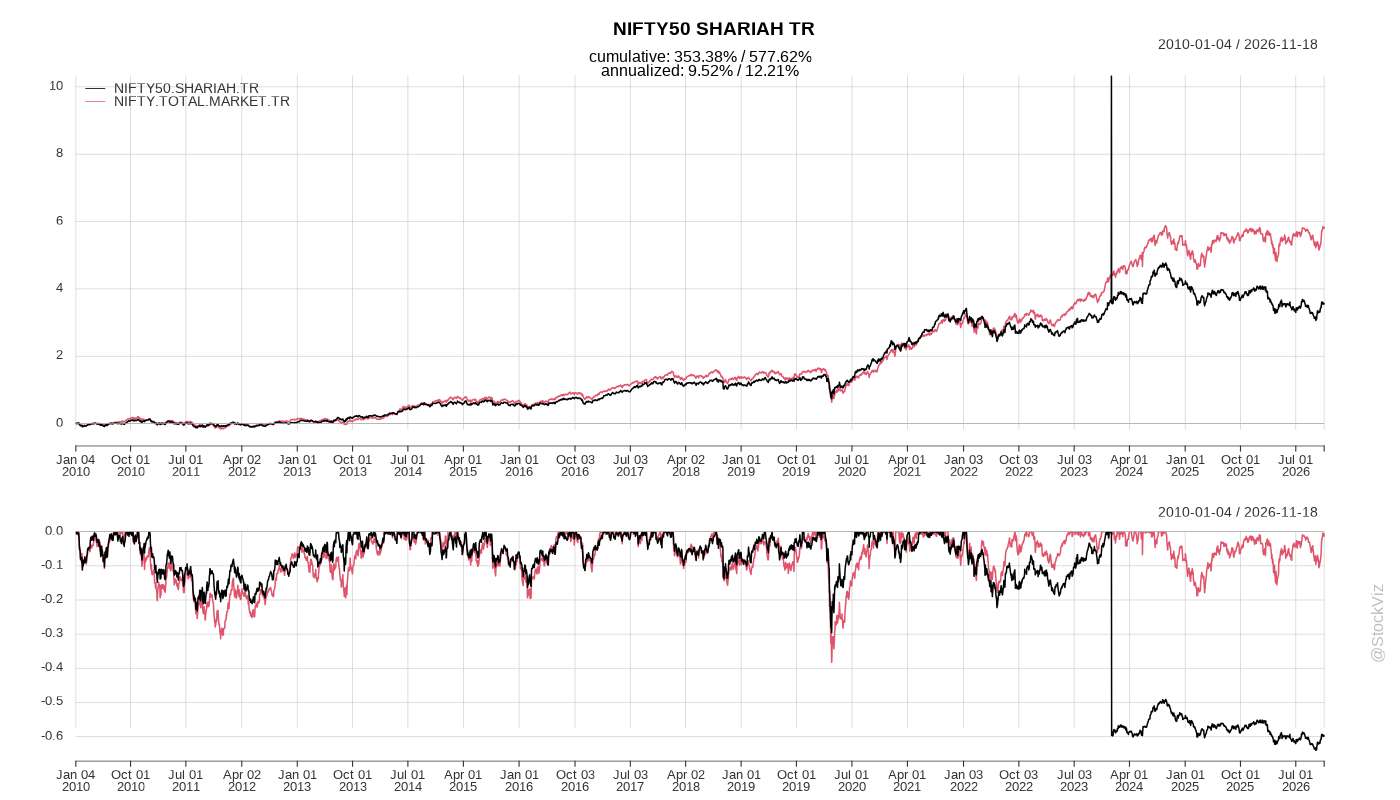 NIFTY50 SHARIAH TR
cumulative: 353.38% / 577.62%
annualized: 9.52% / 12.21%
2010-01-04 / 2026-11-18
NIFTY50.SHARIAH.TR
NIFTY.TOTAL.MARKET.TR
10
8
6
4
2
0
Jan 04 Oct 01 Jul 01 Apr 02 Jan 01 Oct 01 Jul 01 Apr 01 Jan 01 Oct 03 Jul 03 Apr 02 Jan 01 Oct 01 Jul 01 Apr 01 Jan 03 Oct 03 Jul 03 Apr 01 Jan 01 Oct 01 Jul 01
2010 2010 2011 2012 2013 2013 2014 2015 2016 2016 2017 2018 2019 2019 2020 2021 2022 2022 2023 2024 2025 2025 2026
2010-01-04 / 2026-11-18
0.0
-0.1
-0.2
-0.3
-0.4
-0.5
-0.6
Jan 04 Oct 01 Jul 01 Apr 02 Jan 01 Oct 01 Jul 01 Apr 01 Jan 01 Oct 03 Jul 03 Apr 02 Jan 01 Oct 01 Jul 01 Apr 01 Jan 03 Oct 03 Jul 03 Apr 01 Jan 01 Oct 01 Jul 01
2010 2010 2011 2012 2013 2013 2014 2015 2016 2016 2017 2018 2019 2019 2020 2021 2022 2022 2023 2024 2025 2025 2026
@StockViz